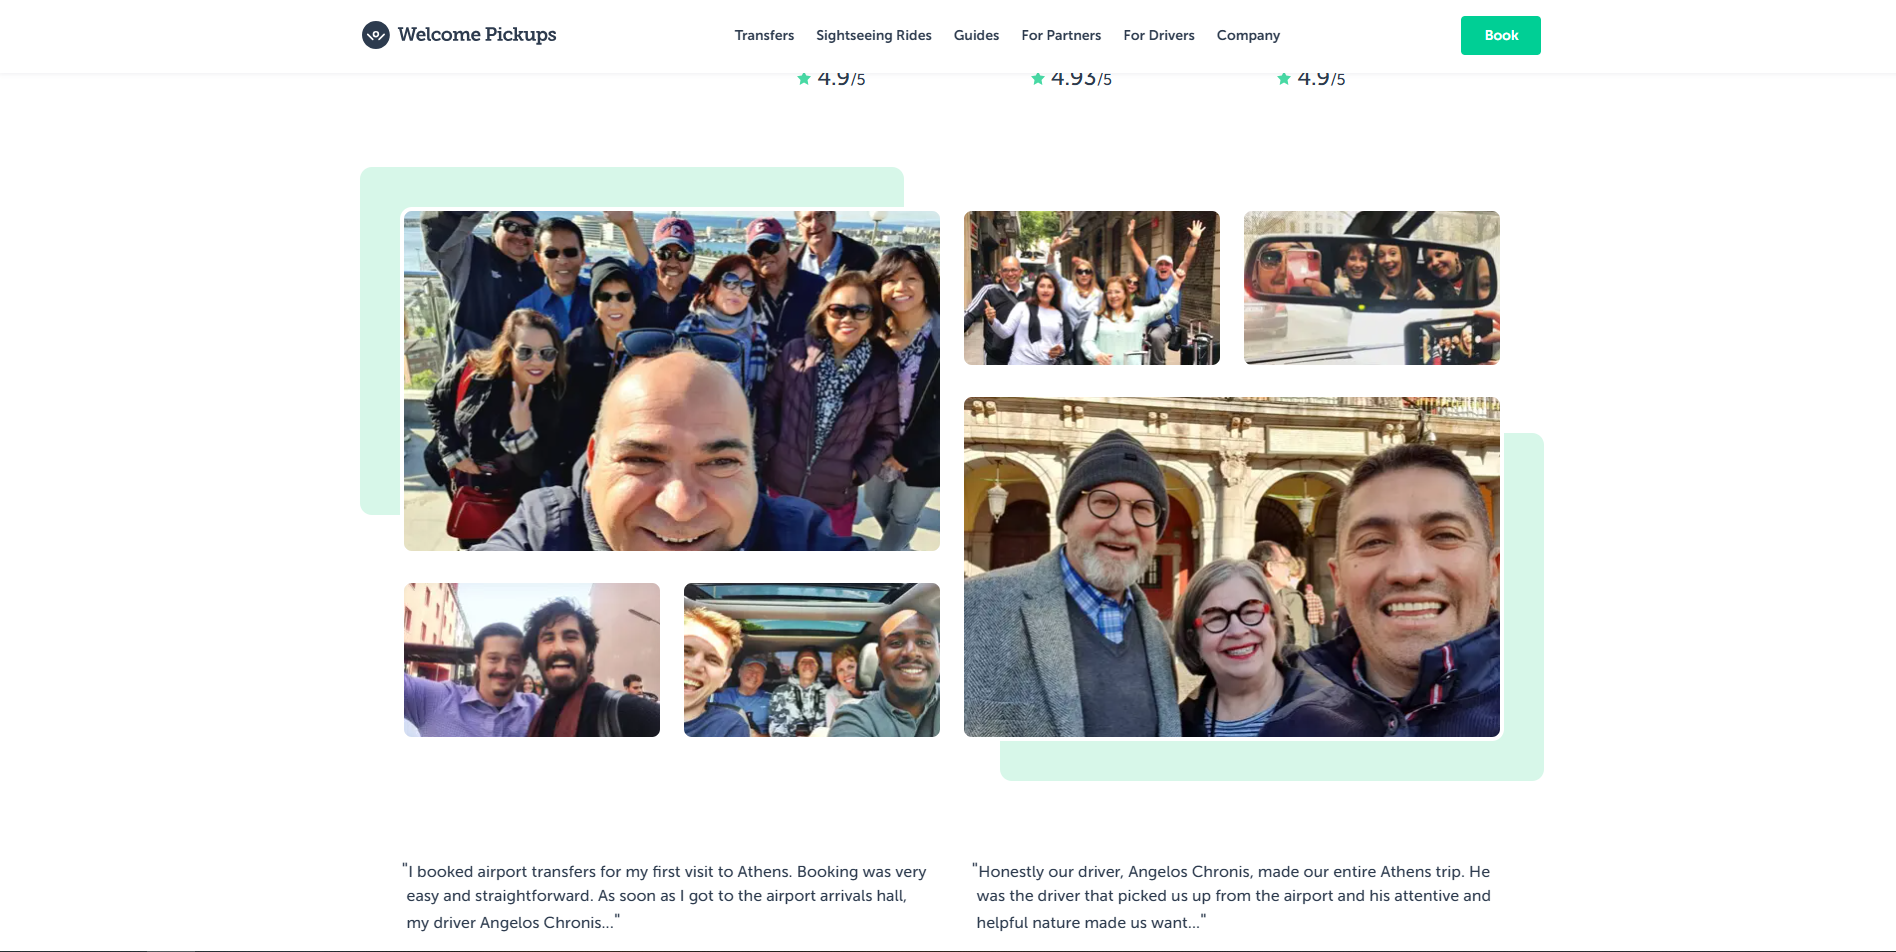 Welcome Pickups
Transfers Sightseeing Rides Guides For Partners For Drivers Company
Book
4.9/5 4.93/5 4.9/5
"I booked airport transfers for my first visit to Athens. Booking was very
easy and straightforward. As soon as I got to the airport arrivals hall,
my driver Angelos Chronis..."
"Honestly our driver, Angelos Chronis, made our entire Athens trip. He
was the driver that picked us up from the airport and his attentive and
helpful nature made us want..."